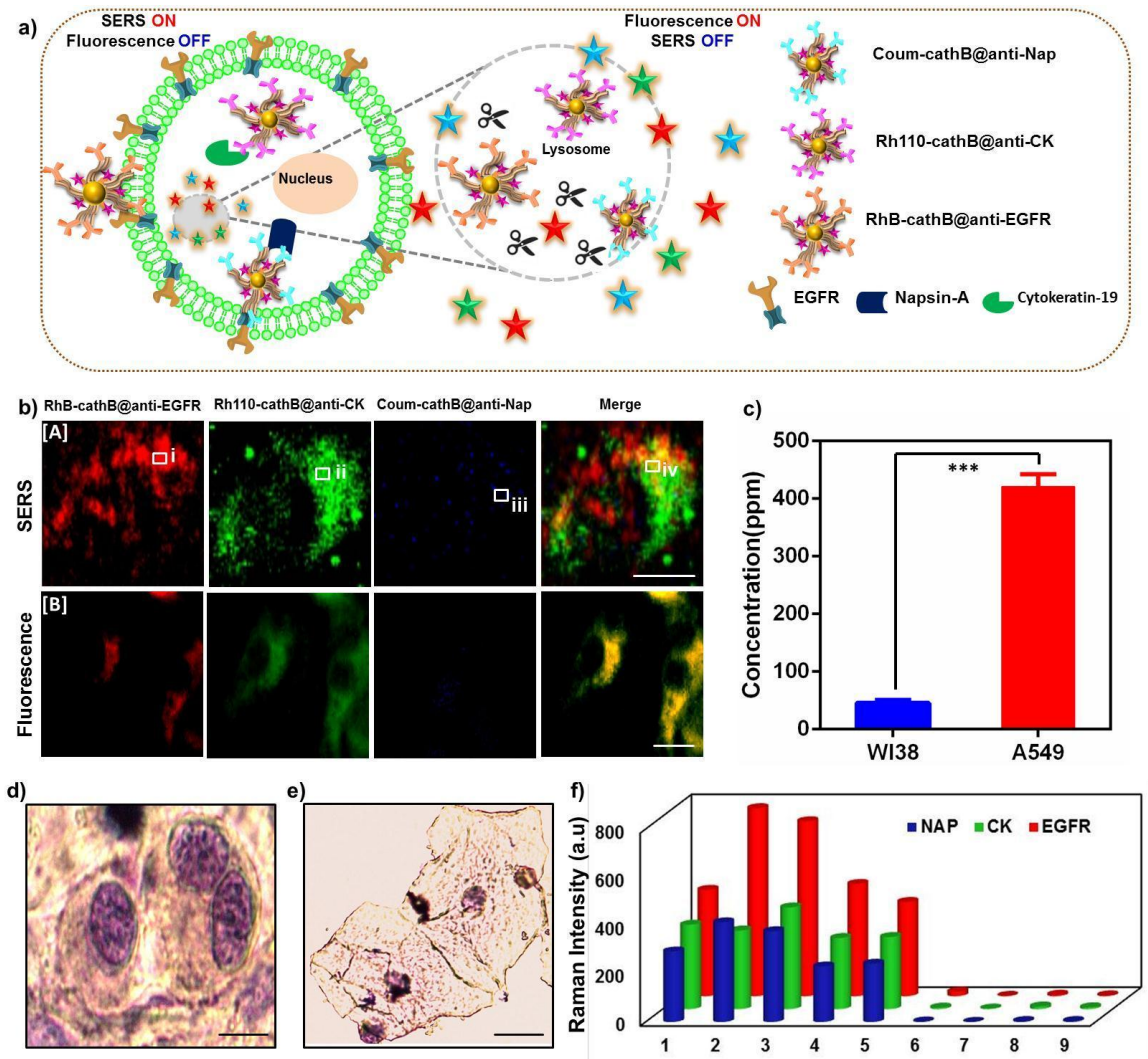 a)
SERS ON
Fluorescence OFF
Fluorescence ON
SERS OFF
Nucleus
Lysosome
Coum-cathB@anti-Nap
Rh110-cathB@anti-CK
RhB-cathB@anti-EGFR
EGFR
Napsin-A
Cytokeratin-19
b)
RhB-cathB@anti-EGFR
Rh110-cathB@anti-CK
Coum-cathB@anti-Nap
Merge
[A]
SERS
i
ii
iii
iv
[B]
Fluorescence
c)
Concentration(ppm)
500
400
300
200
100
0
***
WI38
A549
d)
e)
f)
Raman Intensity (a.u)
800
600
400
200
0
NAP
CK
EGFR
1
2
3
4
5
6
7
8
9